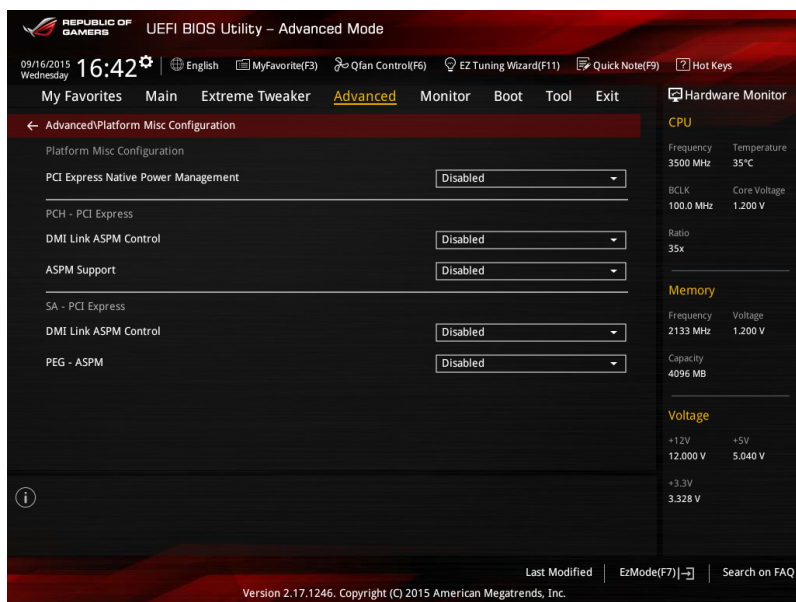 REPUBLIC OF
GAMERS
UEFI BIOS Utility – Advanced Mode
09/16/2015
Wednesday
16:42
English
MyFavorite(F3)
Qfan Control(F6)
EZ Tuning Wizard(F11)
Quick Note(F9)
? Hot Keys
My Favorites Main Extreme Tweaker Advanced Monitor Boot Tool Exit
Hardware Monitor
← Advanced\Platform Misc Configuration
Platform Misc Configuration
PCI Express Native Power Management Disabled
PCH - PCI Express
DMI Link ASPM Control Disabled
ASPM Support Disabled
SA - PCI Express
DMI Link ASPM Control Disabled
PEG - ASPM Disabled
CPU
Frequency Temperature
3500 MHz 35°C
BCLK Core Voltage
100.0 MHz 1.200 V
Ratio
35x
Memory
Frequency Voltage
2133 MHz 1.200 V
Capacity
4096 MB
Voltage
+12V +5V
12.000 V 5.040 V
+3.3V
3.328 V
i
Last Modified EzMode(F7) Search on FAQ
Version 2.17.1246. Copyright (C) 2015 American Megatrends, Inc.